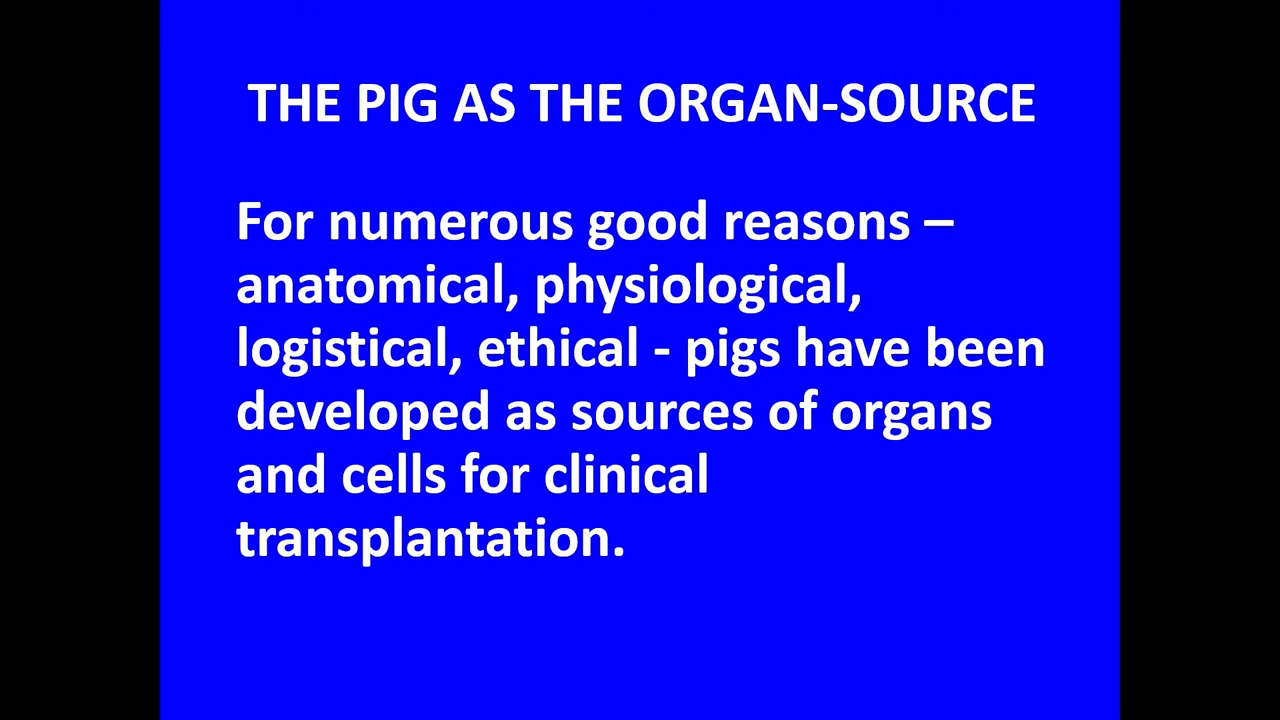 THE PIG AS THE ORGAN-SOURCE
For numerous good reasons –
anatomical, physiological,
logistical, ethical - pigs have been
developed as sources of organs
and cells for clinical
transplantation.